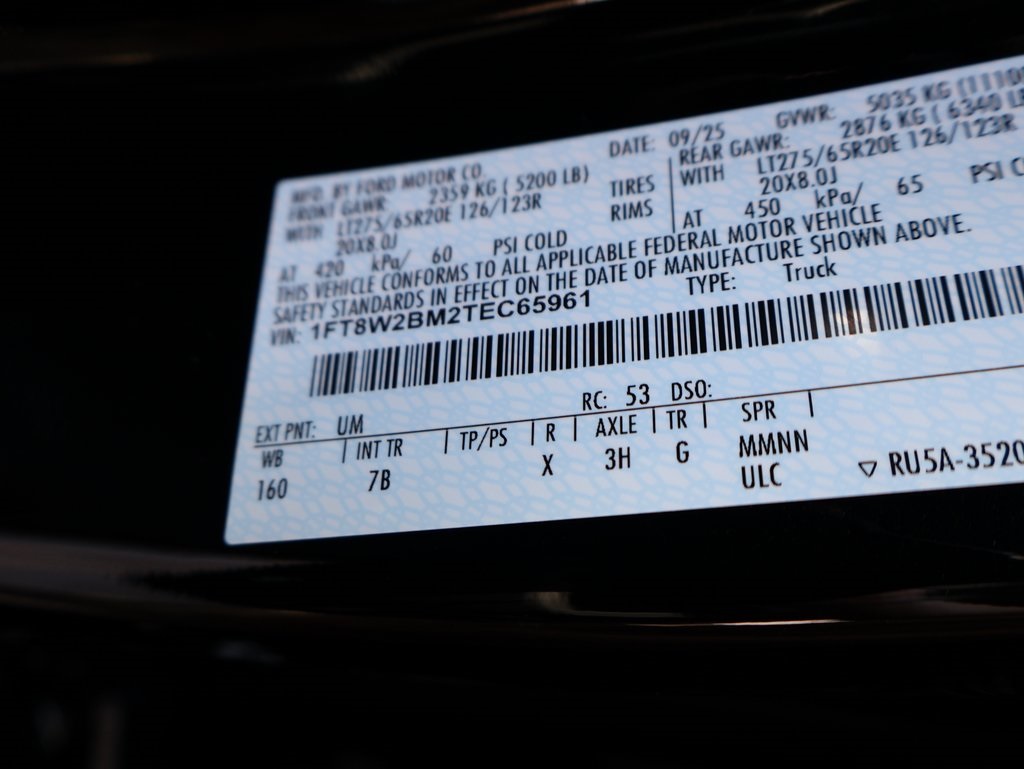 MFD. BY FORD MOTOR CO. DATE: 09/25 GVWR: 5035 KG
FRONT GAWR: 2359 KG ( 5200 LB) REAR GAWR: 2876 KG ( 6340 LB
WITH LT275/65R20E 126/123R TIRES WITH LT275/65R20E 126/123R
20X8.0J RIMS 20X8.0J
AT 420 kPa/ 60 PSI COLD AT 450 kPa/ 65 PSI
THIS VEHICLE CONFORMS TO ALL APPLICABLE FEDERAL MOTOR VEHICLE
SAFETY STANDARDS IN EFFECT ON THE DATE OF MANUFACTURE SHOWN ABOVE.
VIN: 1FT8W2BM2TEC65961 TYPE: Truck
EXT PNT: UM RC: 53 DSO:
WB INT TR TP/PS R AXLE TR SPR
160 7B X 3H G MMNN
ULC ▽ RU5A-3520